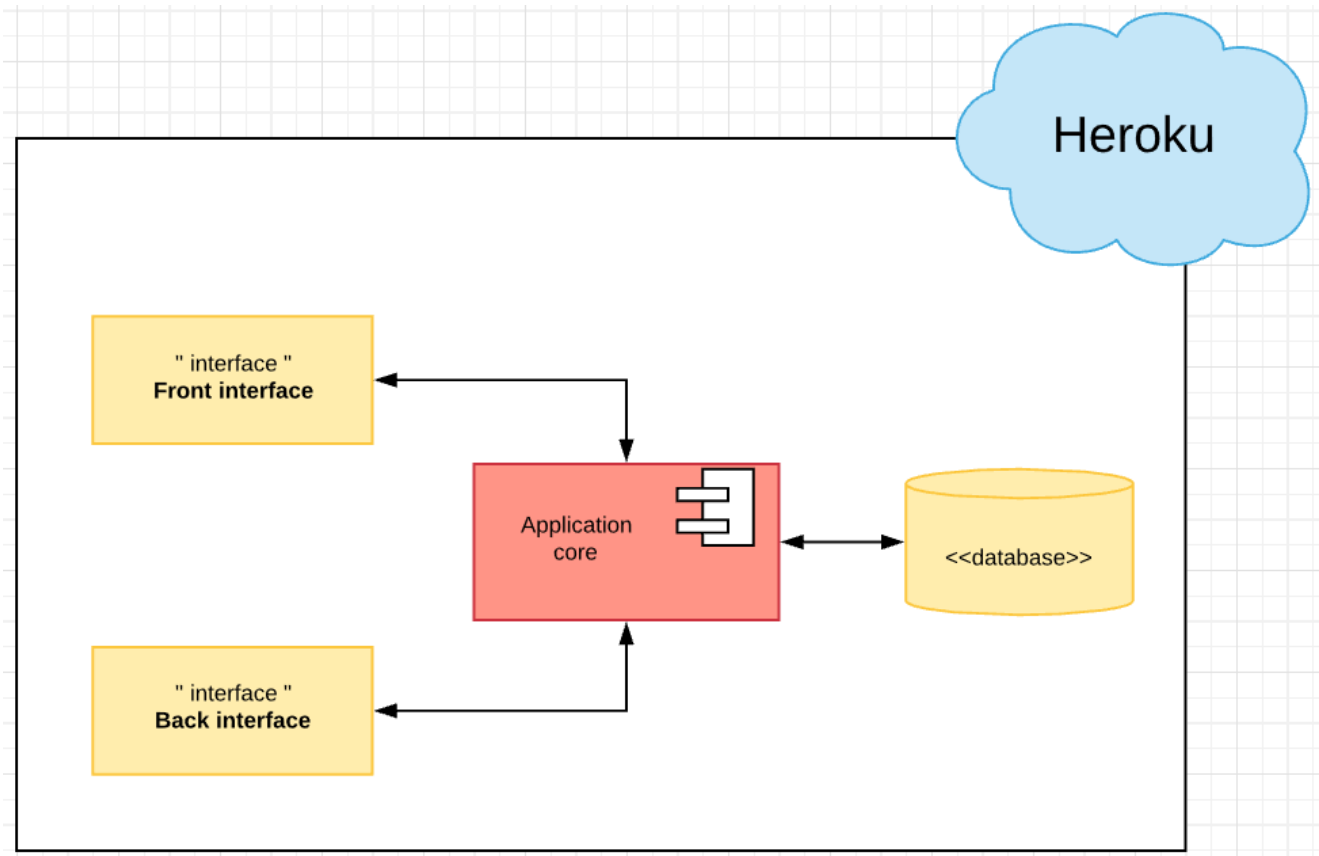 Heroku
" interface "
Front interface
Application
core
<<database>>
" interface "
Back interface